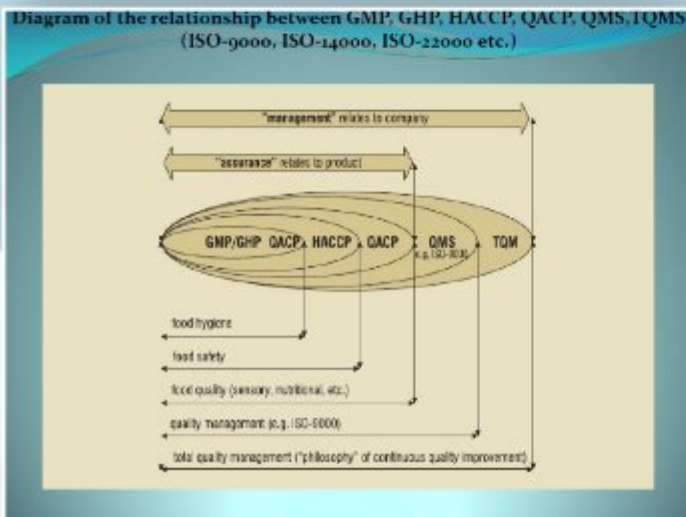 Diagram of the relationship between GMP, GHP, HACCP, QACP, QMS,TQMS
(ISO-9000, ISO-14000, ISO-22000 etc.)
"management" relates to company
"assurance" relates to product
GMP/GHP QACP HACCP QACP QMS TQM
e.g. ISO-9000
food hygiene
food safety
food quality (sensory, nutritional, etc.)
quality management (e.g. ISO-9000)
total quality management ("philosophy" of continuous quality improvement)